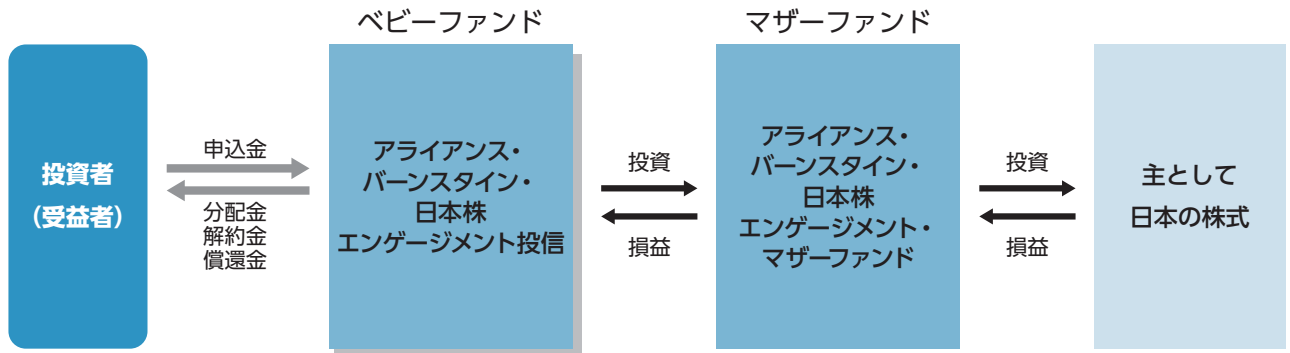 ベビーファンド
マザーファンド
投資者
(受益者)
申込金
分配金
解約金
償還金
アライアンス・
バーンスタイン・
日本株
エンゲージメント投信
投資
損益
アライアンス・
バーンスタイン・
日本株
エンゲージメント・
マザーファンド
投資
損益
主として
日本の株式